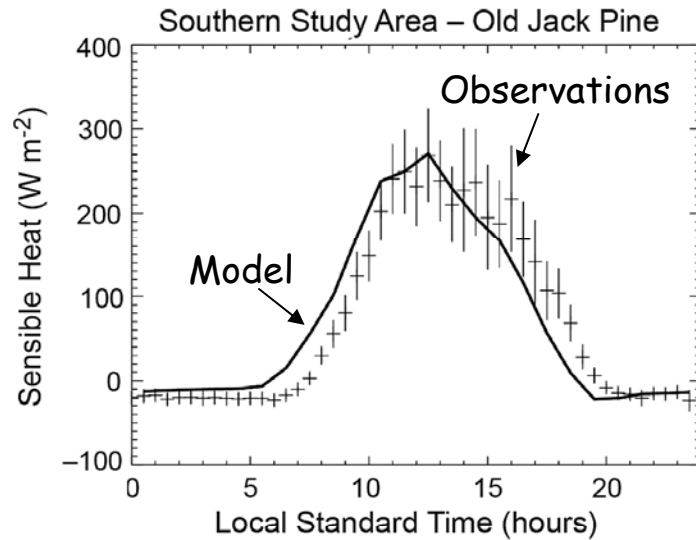 Southern Study Area – Old Jack Pine
Sensible Heat (W m-2)
400
300
200
100
0
–100
Observations
Model
0 5 10 15 20
Local Standard Time (hours)